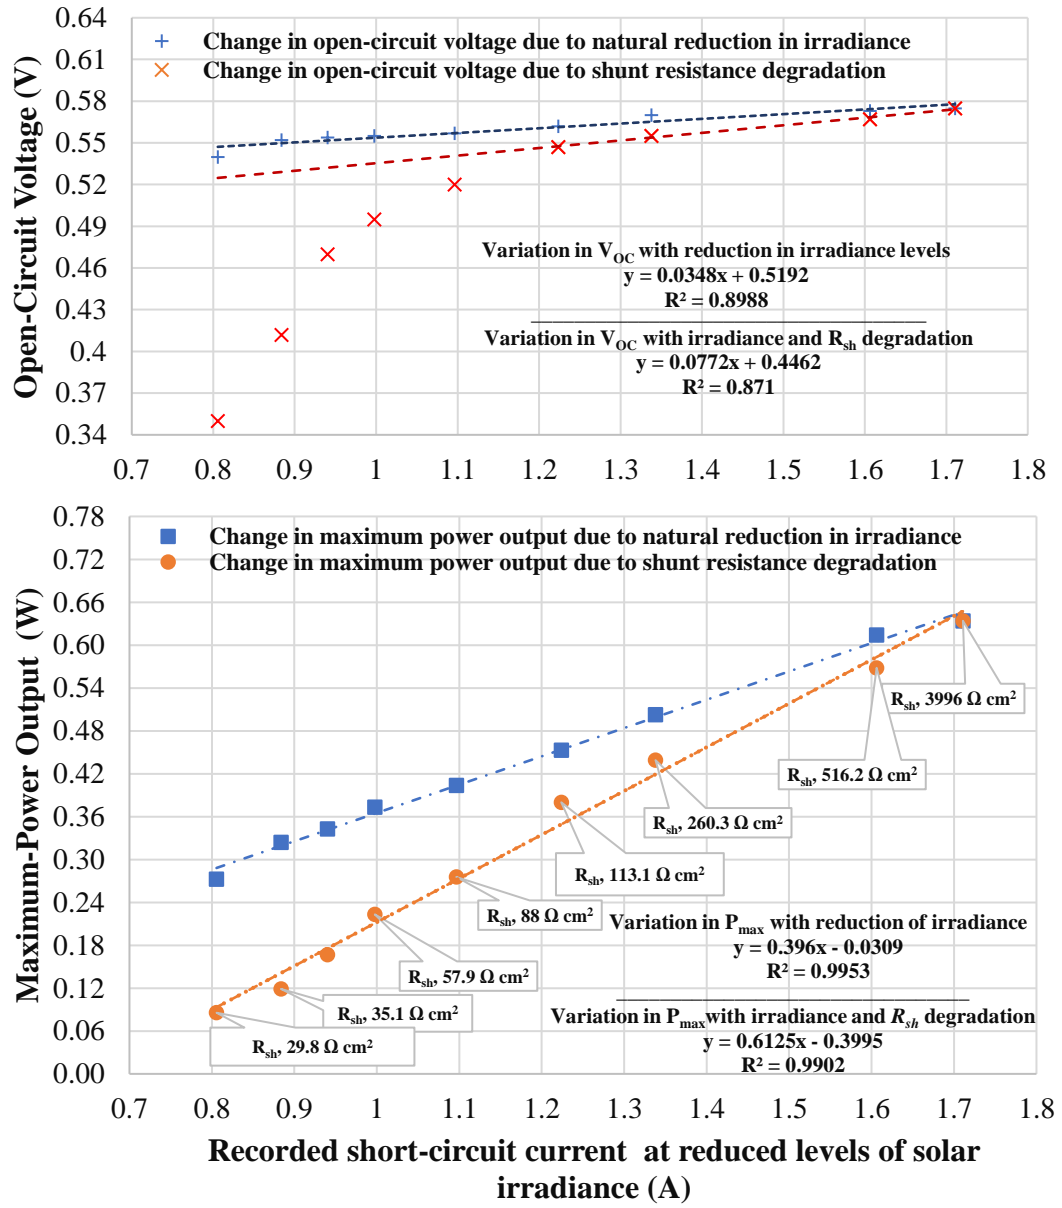 0.64
0.61
0.58
0.55
0.52
0.49
0.46
0.43
0.4
0.37
0.34
Open-Circuit Voltage (V)
Change in open-circuit voltage due to natural reduction in irradiance
Change in open-circuit voltage due to shunt resistance degradation
Variation in VOC with reduction in irradiance levels
y = 0.0348x + 0.5192
R² = 0.8988
Variation in VOC with irradiance and Rsh degradation
y = 0.0772x + 0.4462
R² = 0.871
0.7 0.8 0.9 1 1.1 1.2 1.3 1.4 1.5 1.6 1.7 1.8
0.78
0.72
0.66
0.60
0.54
0.48
0.42
0.36
0.30
0.24
0.18
0.12
0.06
0.00
Maximum-Power Output (W)
Change in maximum power output due to natural reduction in irradiance
Change in maximum power output due to shunt resistance degradation
Rsh, 3996 Ω cm²
Rsh, 516.2 Ω cm²
Rsh, 260.3 Ω cm²
Rsh, 113.1 Ω cm²
Rsh, 88 Ω cm²
Rsh, 57.9 Ω cm²
Rsh, 35.1 Ω cm²
Rsh, 29.8 Ω cm²
Variation in Pmax with reduction of irradiance
y = 0.396x - 0.0309
R² = 0.9953
Variation in Pmax with irradiance and Rsh degradation
y = 0.6125x - 0.3995
R² = 0.9902
0.7 0.8 0.9 1 1.1 1.2 1.3 1.4 1.5 1.6 1.7 1.8
Recorded short-circuit current at reduced levels of solar
irradiance (A)